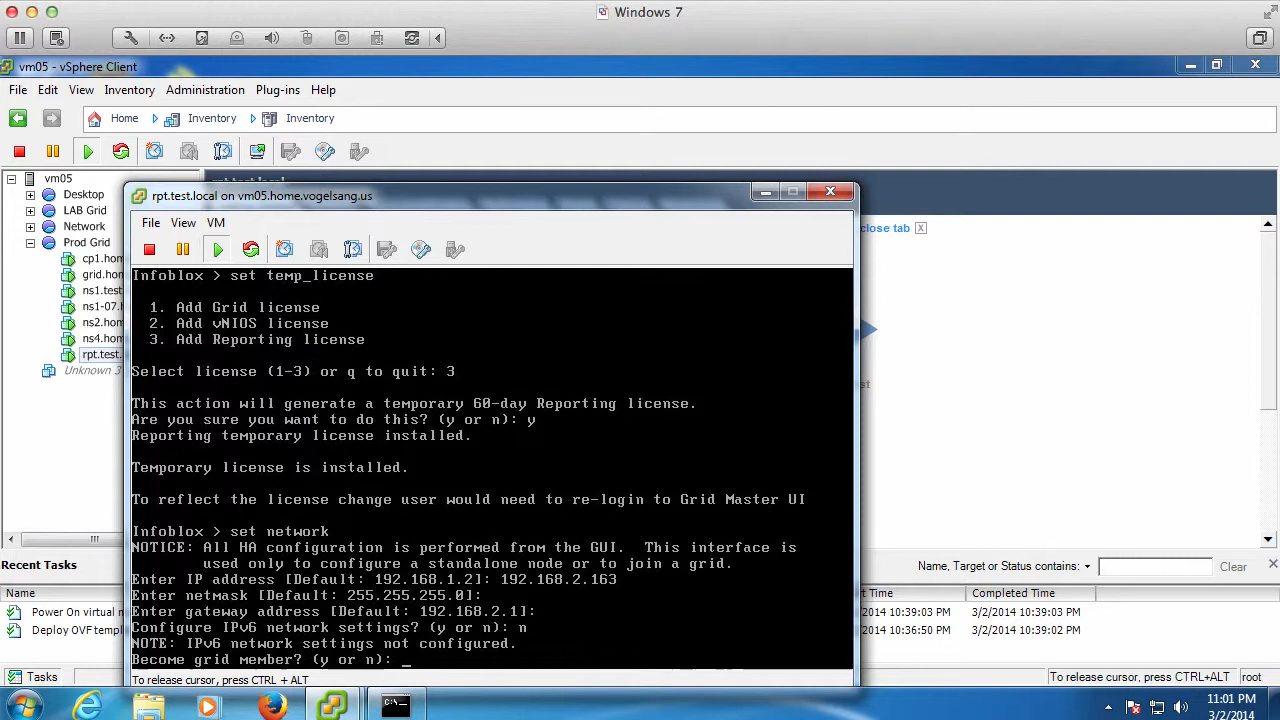 Windows 7
vm05 - vSphere Client
File Edit View Inventory Administration Plug-ins Help
Home Inventory Inventory
vm05
Desktop
LAB Grid
Network
Prod Grid
cp1.hom
grid.hom
ns1.test
ns1-07.h
ns2.hom
ns4.hom
rpt.test.
Unknown 3
close tab
rpt.test.local on vm05.home.vogelsang.us
File View VM
Infoblox > set temp_license
1. Add Grid license
2. Add vNIOS license
3. Add Reporting license
Select license (1-3) or q to quit: 3
This action will generate a temporary 60-day Reporting license.
Are you sure you want to do this? (y or n): y
Reporting temporary license installed.
Temporary license is installed.
To reflect the license change user would need to re-login to Grid Master UI
Infoblox > set network
NOTICE: All HA configuration is performed from the GUI.  This interface is
used only to configure a standalone node or to join a grid.
Enter IP address [Default: 192.168.1.2]: 192.168.2.163
Enter netmask [Default: 255.255.255.0]:
Enter gateway address [Default: 192.168.2.1]:
Configure IPv6 network settings? (y or n): n
NOTE: IPv6 network settings not configured.
Become grid member? (y or n): _
To release cursor, press CTRL + ALT
Recent Tasks
Name, Target or Status contains: Clear
Name
rt Time Completed Time
Power On virtual m
3/2/2014 10:39:03 PM 3/2/2014 10:39:03 PM
Deploy OVF templ
3/2/2014 10:36:50 PM 3/2/2014 10:39:02 PM
Tasks
To release cursor, press CTRL+ALT root
C:\
11:01 PM
3/2/2014